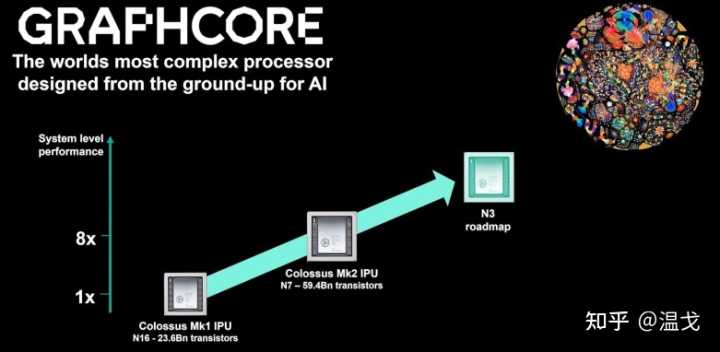 GRAPHCORE
The worlds most complex processor
designed from the ground-up for AI
System level
performance
8x
1x
N3
roadmap
Colossus Mk2 IPU
N7 – 59.4Bn transistors
Colossus Mk1 IPU
N16 - 23.6Bn transistors
知乎 @温戈